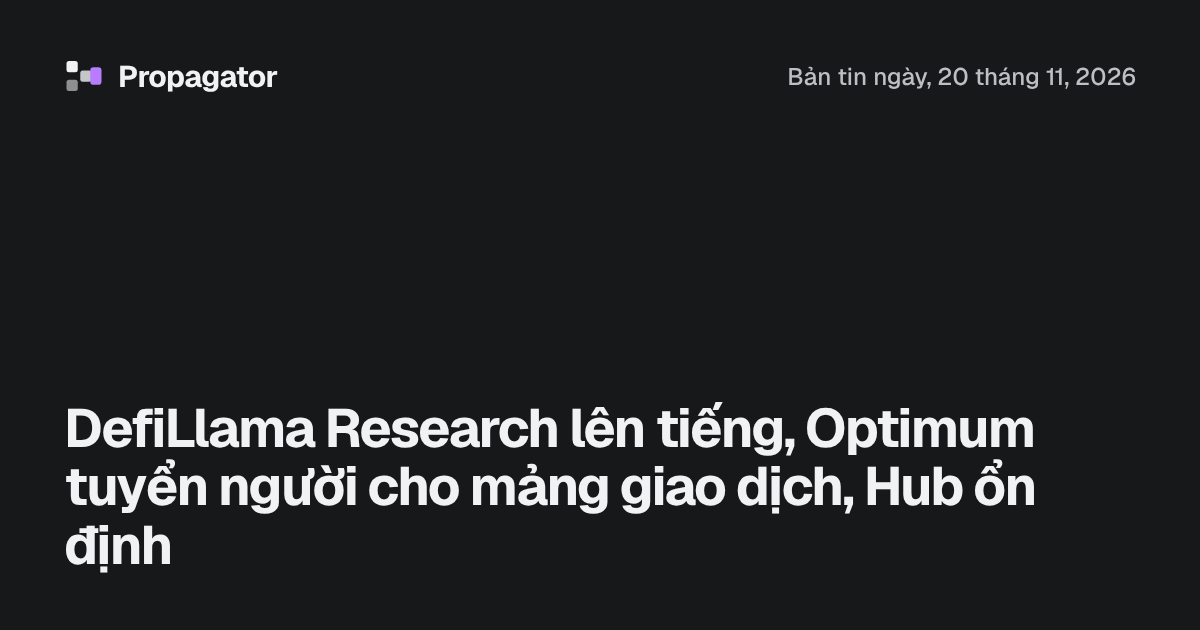 Propagator
Bản tin ngày, 20 tháng 11, 2026
DefiLlama Research lên tiếng, Optimum
tuyển người cho mảng giao dịch, Hub ổn
định